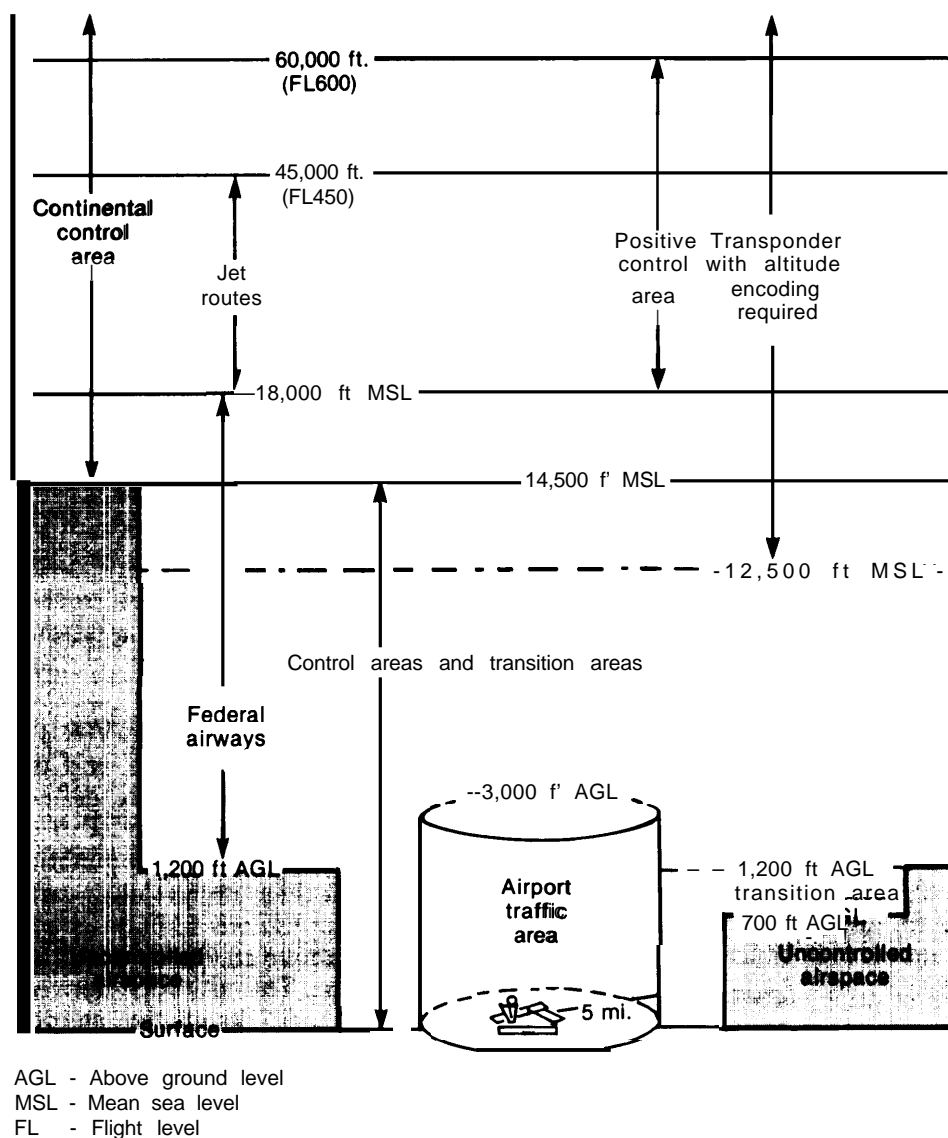 60,000 ft.
(FL600)
45,000 ft.
(FL450)
Continental
control
area
Jet
routes
Positive
control
area
Transponder
with altitude
encoding
required
18,000 ft MSL
14,500 f' MSL
-12,500 ft MSL -
Control areas and transition areas
Federal
airways
--3,000 f' AGL
1,200 ft AGL
Airport
traffic
area
1,200 ft AGL
transition area
700 ft AGL
Uncontrolled
airspace
airspace
5 mi.
Surface
AGL - Above ground level
MSL - Mean sea level
FL - Flight level